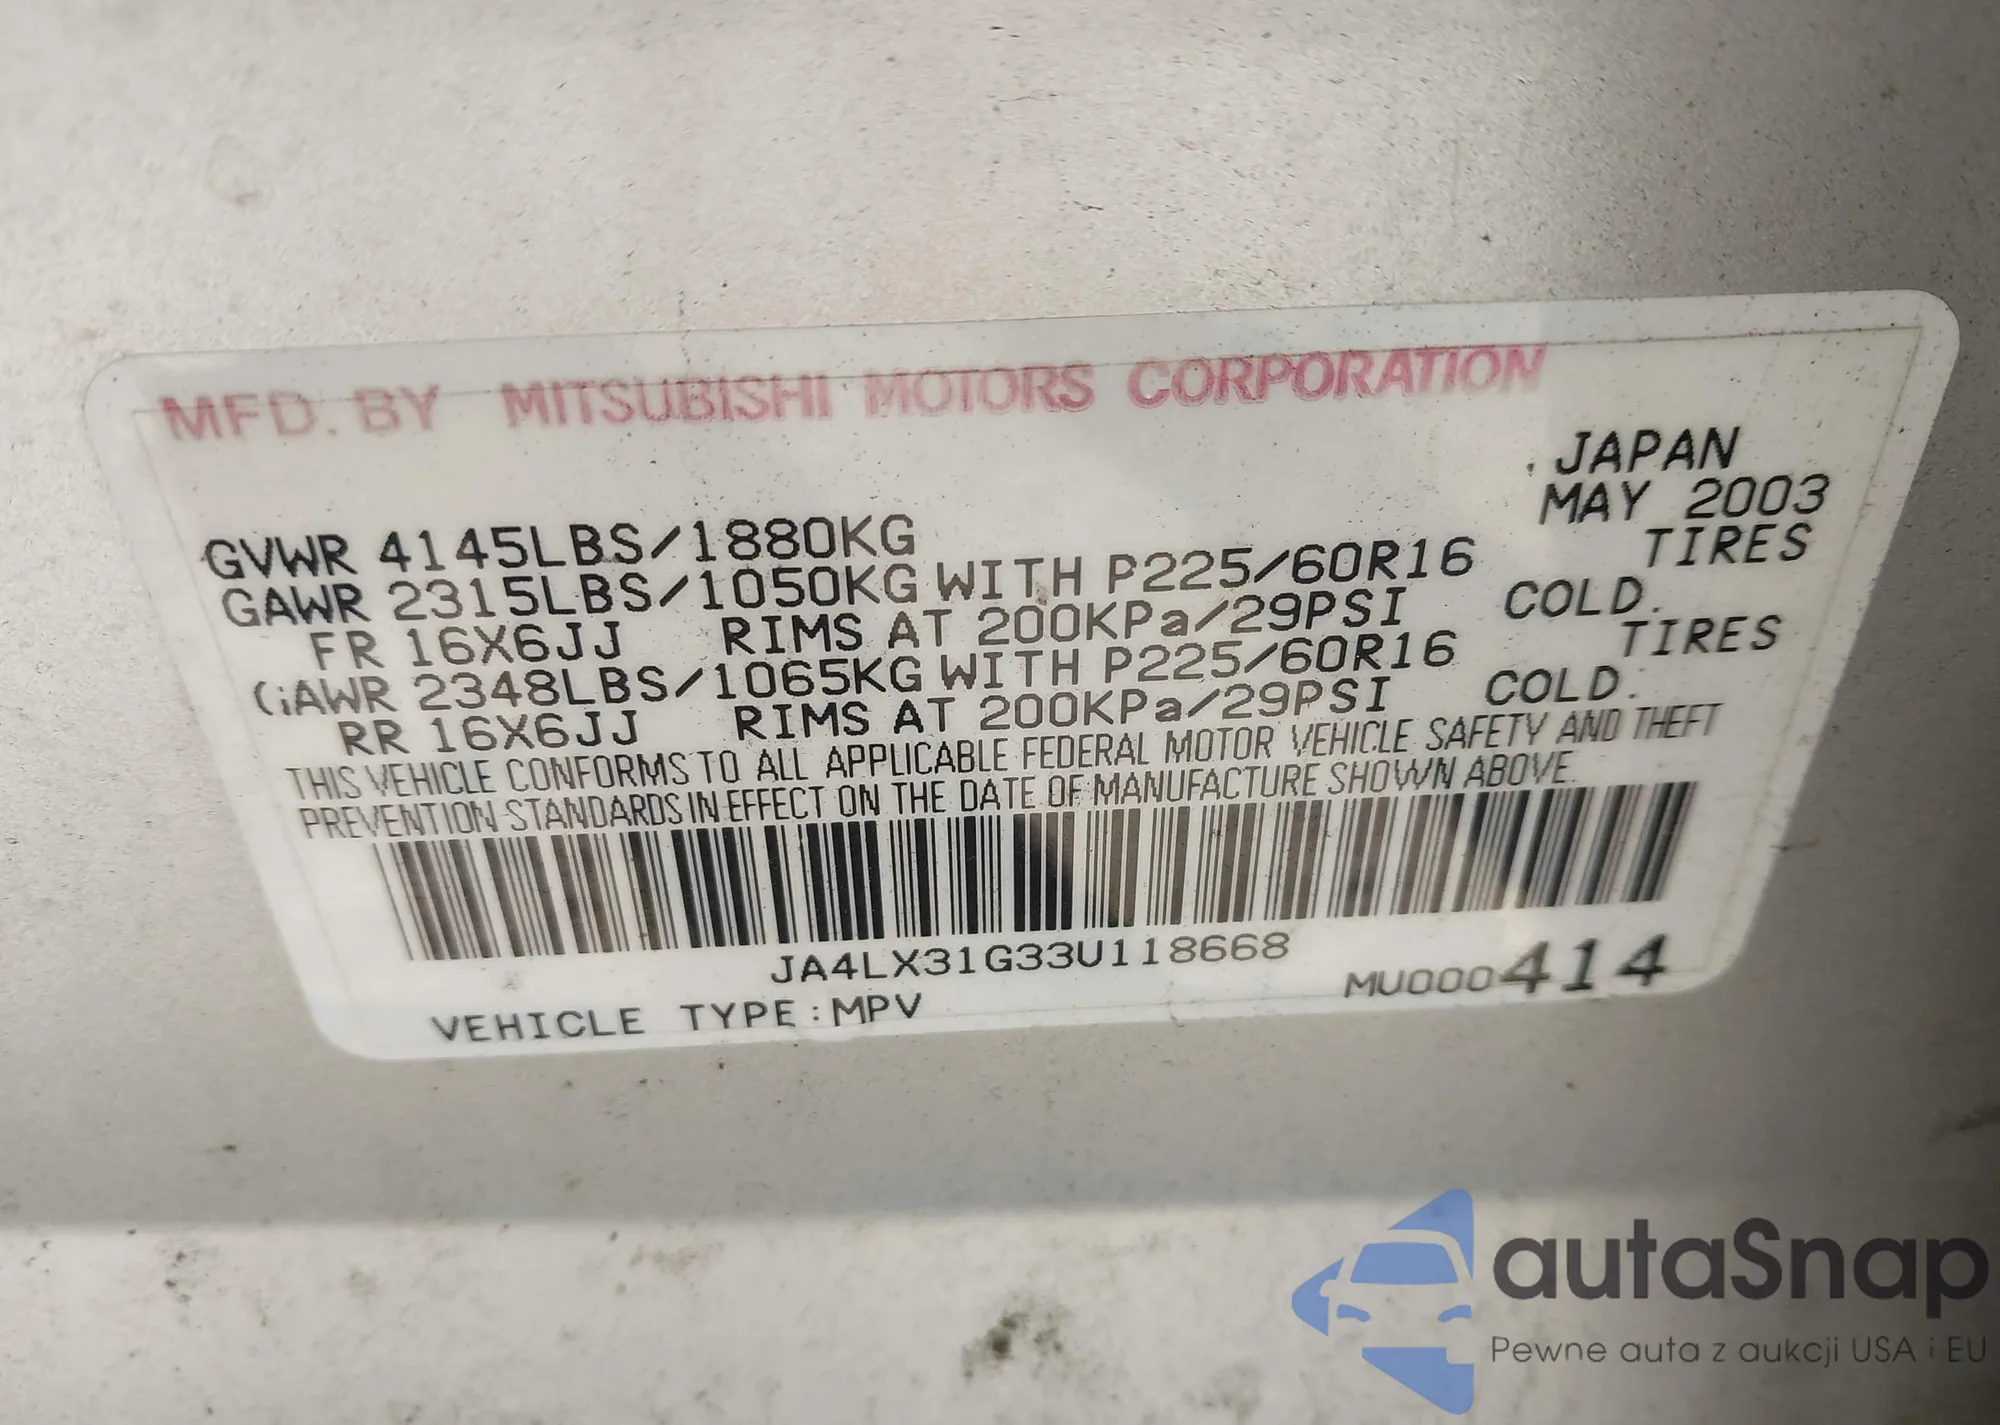 MFD. BY MITSUBISHI MOTORS CORPORATION
JAPAN
MAY 2003
GVWR 4145LBS/1880KG
GAWR 2315LBS/1050KG WITH P225/60R16 TIRES
FR 16X6JJ RIMS AT 200KPa/29PSI COLD.
GAWR 2348LBS/1065KG WITH P225/60R16 TIRES
RR 16X6JJ RIMS AT 200KPa/29PSI COLD.
THIS VEHICLE CONFORMS TO ALL APPLICABLE FEDERAL MOTOR VEHICLE SAFETY AND THEFT
PREVENTION STANDARDS IN EFFECT ON THE DATE OF MANUFACTURE SHOWN ABOVE.
JA4LX31G33U118668
VEHICLE TYPE:MPV MU000414
autaSnap
Pewne auta z aukcji USA i EU